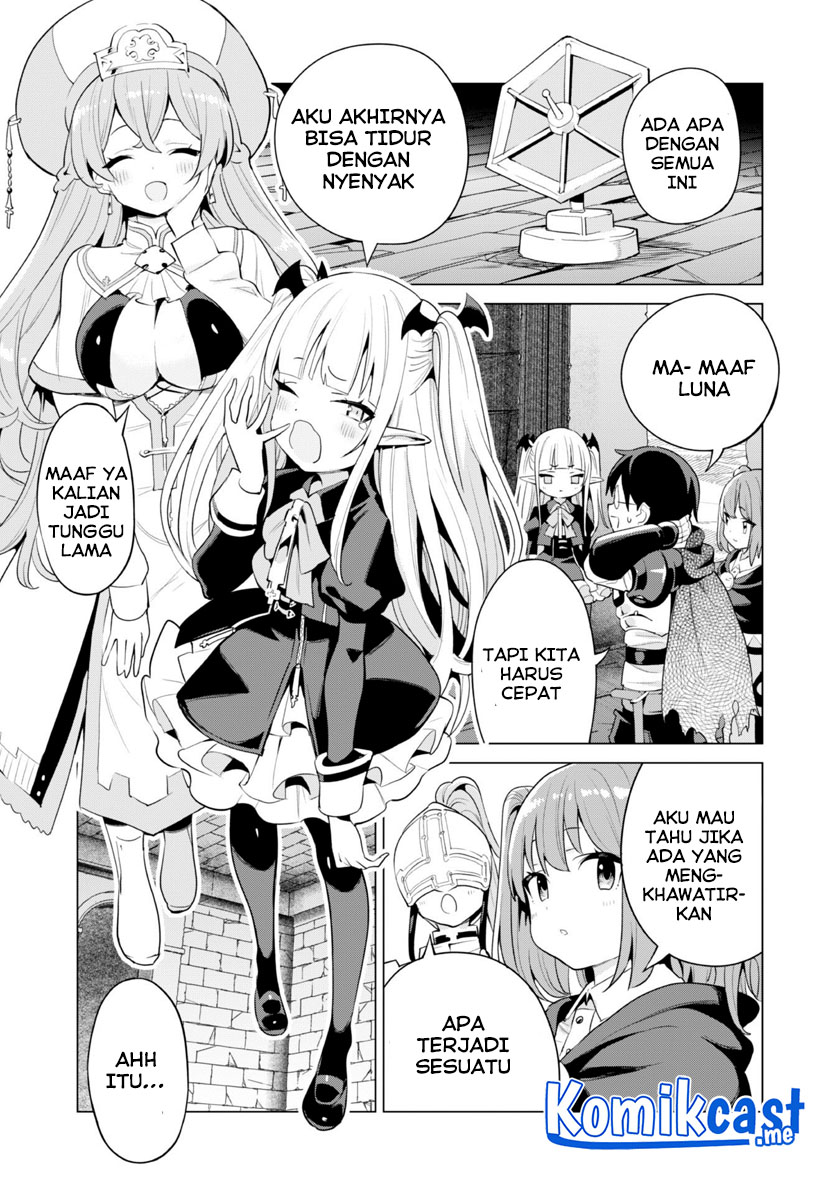 ADA APA
DENGAN
SEMUA
INI
AKU AKHIRNYA
BISA TIDUR
DENGAN
NYENYAK
MAAF YA
KALIAN
JADI
TUNGGU
LAMA
MA- MAAF
LUNA
TAPI KITA
HARUS
CEPAT
AKU MAU
TAHU JIKA
ADA YANG
MENG-
KHAWATIR-
KAN
APA
TERJADI
SESUATU
AHH
ITU...
Komikcast
.me